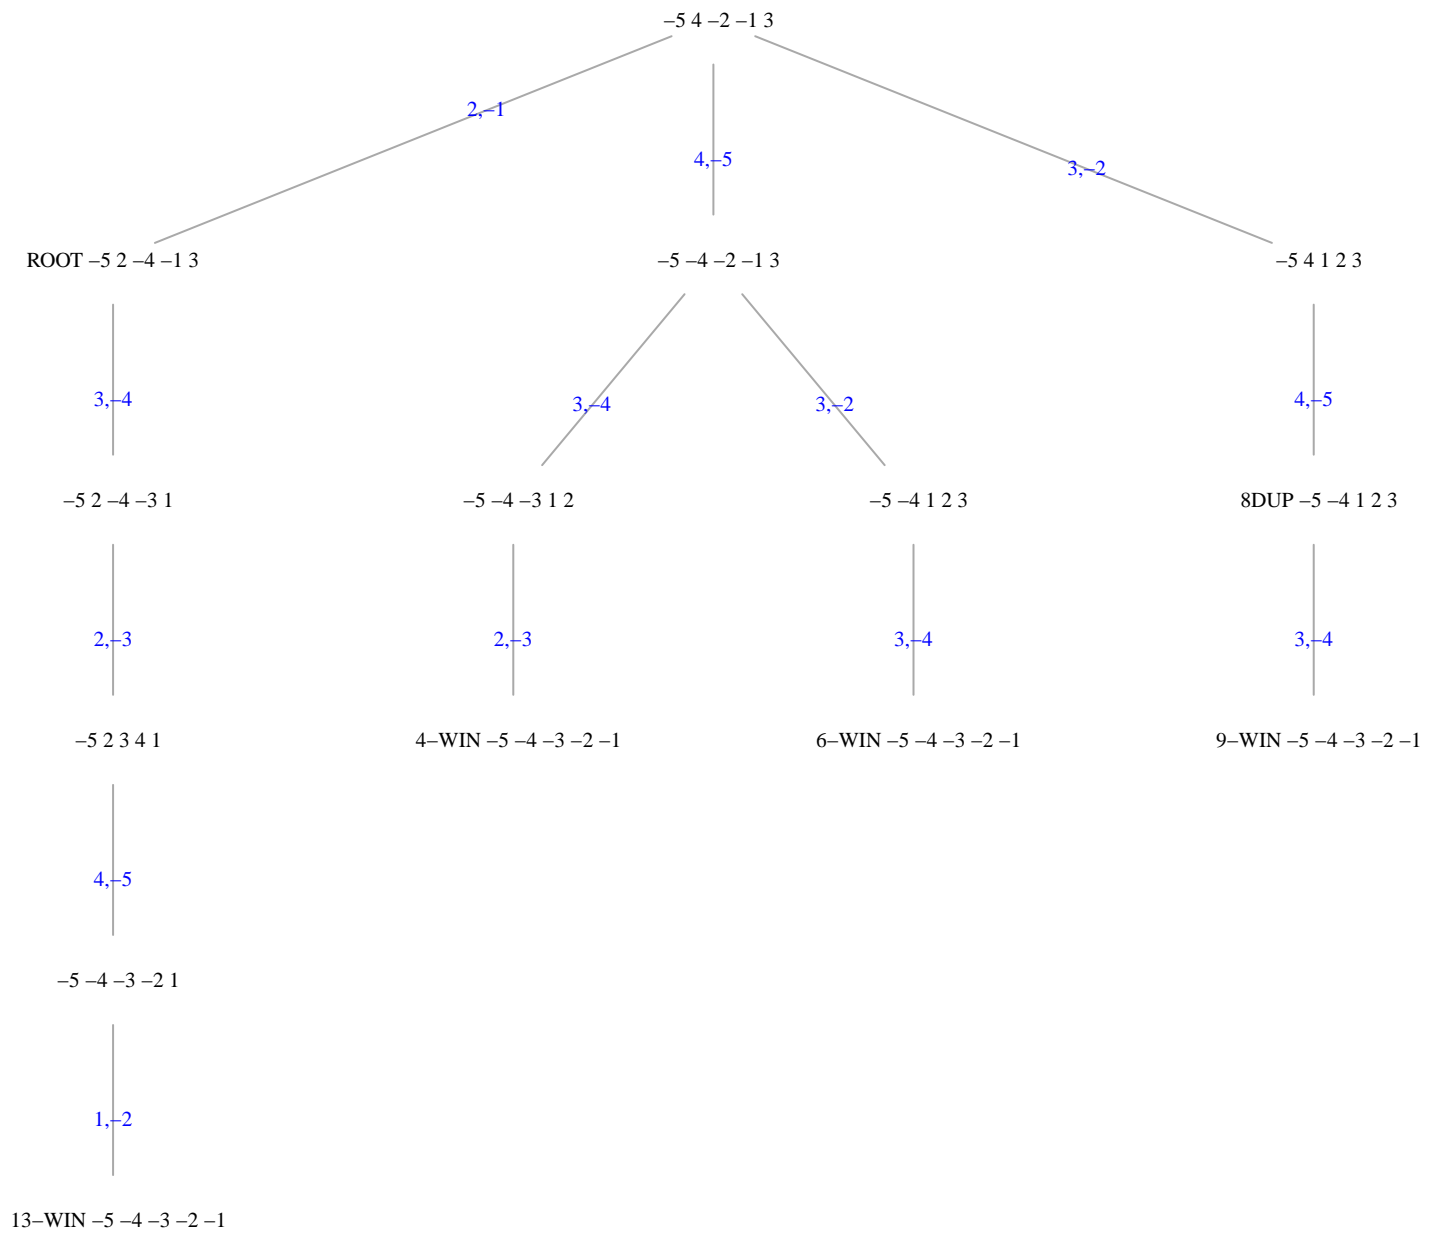 –5 4 –2 –1 3
2,–1
4,–5
3,–2
ROOT –5 2 –4 –1 3
–5 –4 –2 –1 3
–5 4 1 2 3
3,–4
3,–4
3,–2
4,–5
–5 2 –4 –3 1
–5 –4 –3 1 2
–5 –4 1 2 3
8DUP –5 –4 1 2 3
2,–3
2,–3
3,–4
3,–4
–5 2 3 4 1
4–WIN –5 –4 –3 –2 –1
6–WIN –5 –4 –3 –2 –1
9–WIN –5 –4 –3 –2 –1
4,–5
–5 –4 –3 –2 1
1,–2
13–WIN –5 –4 –3 –2 –1